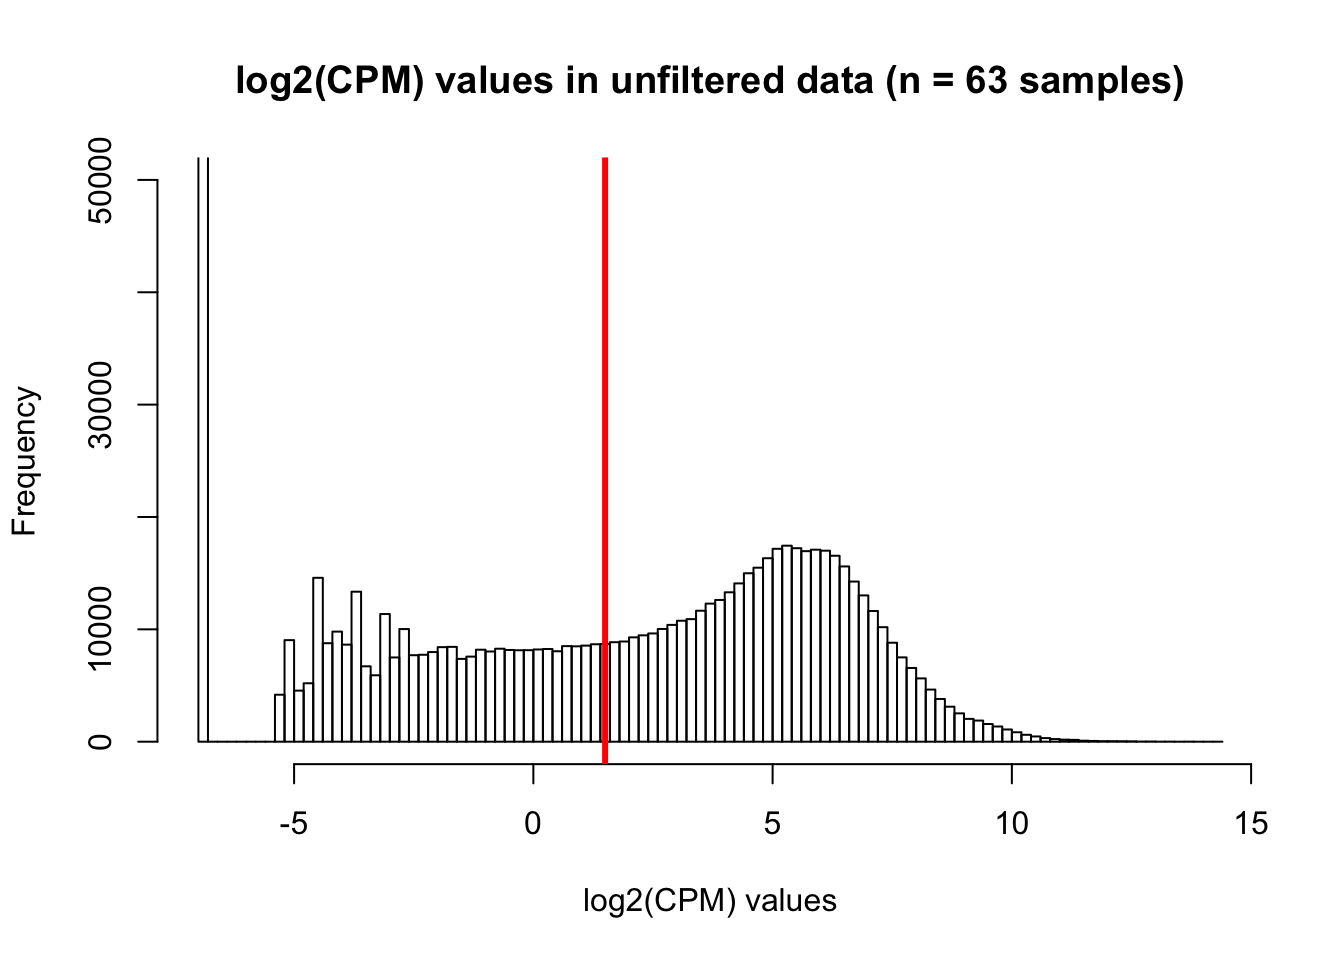 log2(CPM) values in unfiltered data (n = 63 samples)
Frequency
50000
30000
10000
0
-5 0 5 10 15
log2(CPM) values